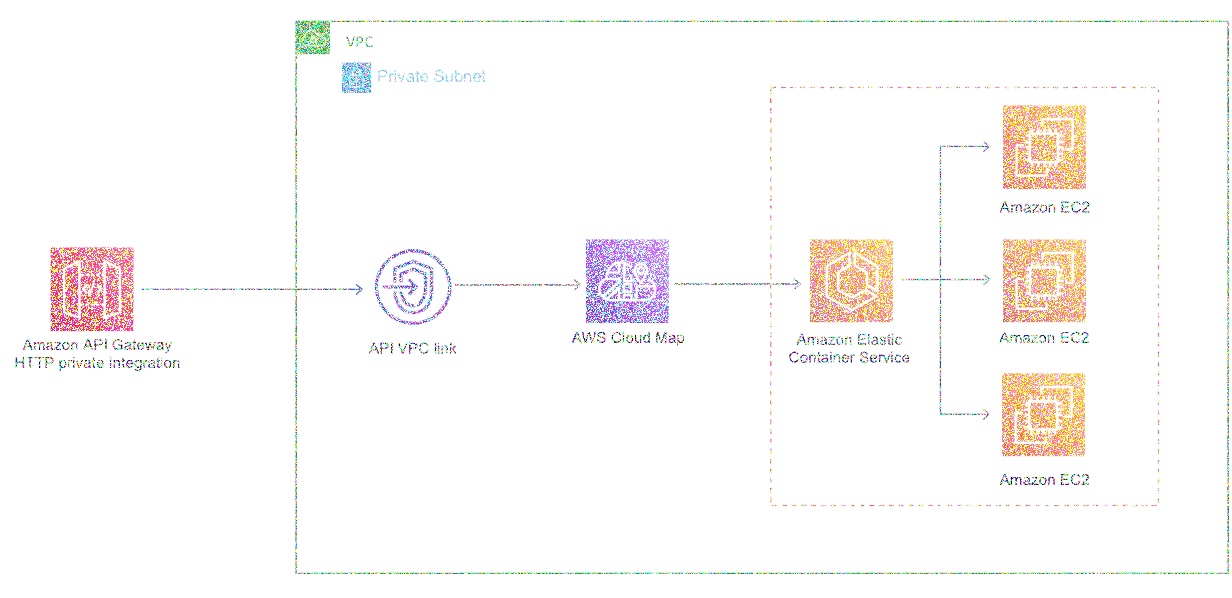 VPC
Private Subnet
Amazon API Gateway
HTTP private integration
API VPC link
AWS Cloud Map
Amazon Elastic
Container Service
Amazon EC2
Amazon EC2
Amazon EC2